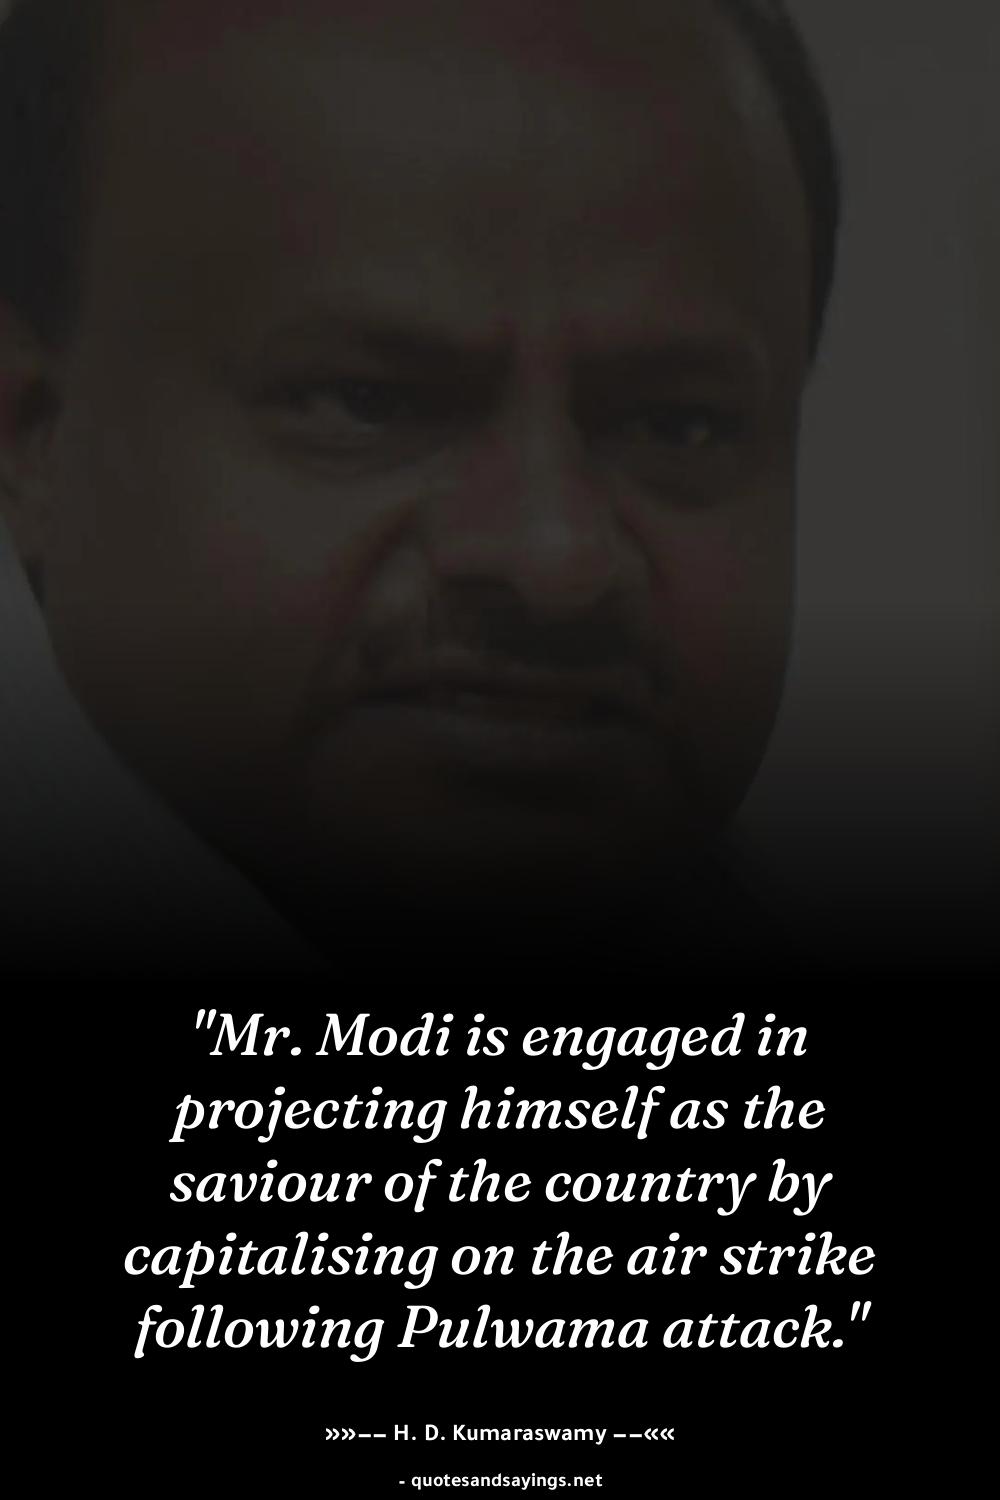 "Mr. Modi is engaged in
projecting himself as the
saviour of the country by
capitalising on the air strike
following Pulwama attack."
»»–– H. D. Kumaraswamy ––««
- quotesandsayings.net